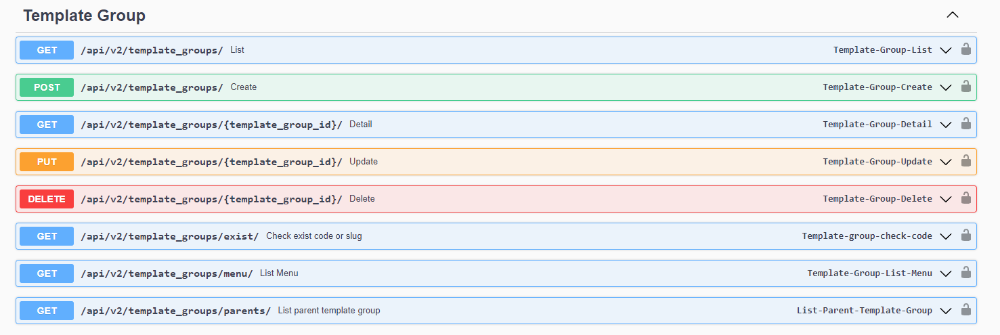 Template Group
GET /api/v2/template_groups/ List Template-Group-List
POST /api/v2/template_groups/ Create Template-Group-Create
GET /api/v2/template_groups/{template_group_id}/ Detail Template-Group-Detail
PUT /api/v2/template_groups/{template_group_id}/ Update Template-Group-Update
DELETE /api/v2/template_groups/{template_group_id}/ Delete Template-Group-Delete
GET /api/v2/template_groups/exist/ Check exist code or slug Template-group-check-code
GET /api/v2/template_groups/menu/ List Menu Template-Group-List-Menu
GET /api/v2/template_groups/parents/ List parent template group List-Parent-Template-Group